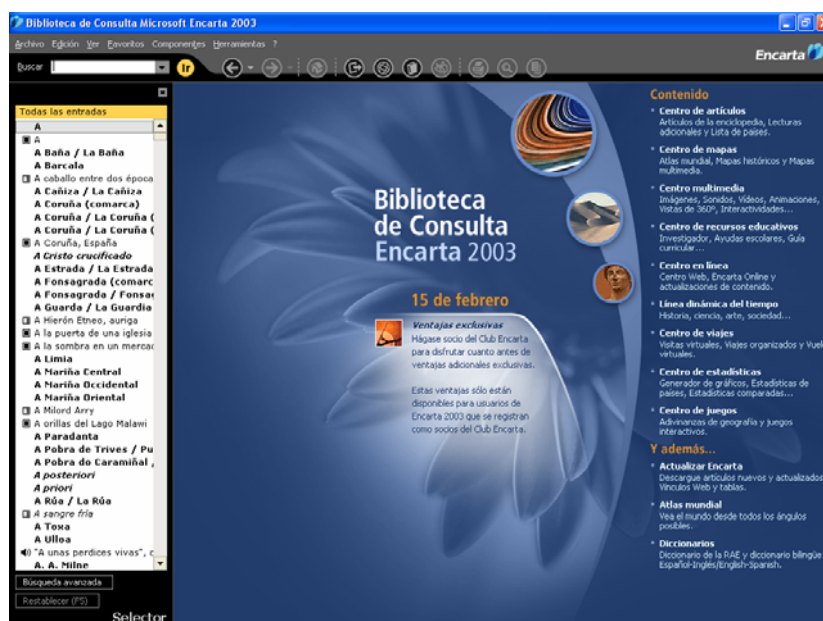 Biblioteca de Consulta Microsoft Encarta 2003
Archivo Edición Ver Favoritos Componentes Herramientas ?
Encarta
Buscar
Ir
Todas las entradas
A
A
A Baña / La Baña
A Barcala
A caballo entre dos época
A Cañiza / La Cañiza
A Coruña (comarca)
A Coruña / La Coruña (
A Coruña / La Coruña (
A Coruña, España
A Cristo crucificado
A Estrada / La Estrada
A Fonsagrada (comarc
A Fonsagrada / Fonsag
A Guarda / La Guardia
A Hierón Etneo, auriga
A la puerta de una iglesia
A la sombra en un mercad
A Limia
A Mariña Central
A Mariña Occidental
A Mariña Oriental
A Milord Arry
A orillas del Lago Malawi
A Paradanta
A Pobra de Trives / Pu
A Pobra do Caramiñal ,
A posteriori
A priori
A Rúa / La Rúa
A sangre fría
A Toxa
A Ulloa
"A unas perdices vivas", c
A. A. Milne
Búsqueda avanzada
Restablecer (F5)
Selector
Biblioteca
de Consulta
Encarta 2003
15 de febrero
Ventajas exclusivas
Hágase socio del Club Encarta
para disfrutar cuanto antes de
ventajas adicionales exclusivas.
Estas ventajas sólo están
disponibles para usuarios de
Encarta 2003 que se registran
como socios del Club Encarta.
Contenido
Centro de artículos
Artículos de la enciclopedia, Lecturas
adicionales y Lista de países.
Centro de mapas
Atlas mundial, Mapas históricos y Mapas
multimedia.
Centro multimedia
Imágenes, Sonidos, Vídeos, Animaciones,
Vistas de 360º, Interactividades...
Centro de recursos educativos
Investigador, Ayudas escolares, Guía
curricular...
Centro en línea
Centro Web, Encarta Online y
actualizaciones de contenido.
Línea dinámica del tiempo
Historia, ciencia, arte, sociedad...
Centro de viajes
Visitas virtuales, Viajes organizados y Vuel
virtuales.
Centro de estadísticas
Generador de gráficos, Estadísticas de
países, Estadísticas comparadas...
Centro de juegos
Adivinanzas de geografía y juegos
interactivos.
Y además...
Actualizar Encarta
Descargue artículos nuevos y actualizados
Vínculos Web y tablas.
Atlas mundial
Vea el mundo desde todos los ángulos
posibles.
Diccionarios
Diccionario de la RAE y diccionario bilingüe
Español-Inglés/English-Spanish.